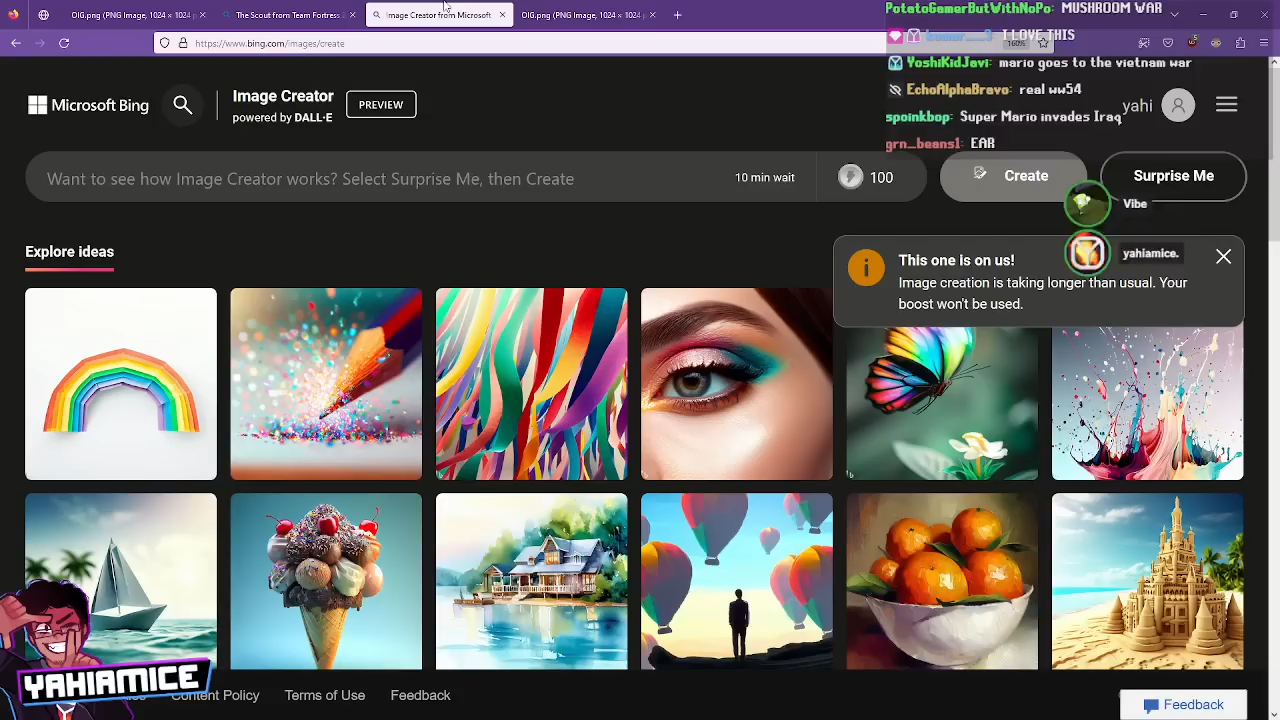 OIG.png (PNG Image, 1024 × 1024
Tentacion Team Fortress
Image Creator from Microsoft
OIG.png (PNG Image, 1024 × 1024
PotatoGamerButWithNoPo: MUSHROOM WAR
https://www.bing.com/images/create
160%
I LOVE THIS
YoshiKidJavi: mario goes to the vietnam war
EchoAlphaBravo: real ww54
spoinkbop: Super Mario invades Iraq
grn_beans1: EAR
Microsoft Bing
Image Creator
powered by DALL·E
PREVIEW
yahi
Want to see how Image Creator works? Select Surprise Me, then Create
10 min wait
100
Create
Surprise Me
Vibe
yahiamice.
Explore ideas
This one is on us!
Image creation is taking longer than usual. Your
boost won't be used.
YAHIAMICE
Content Policy
Terms of Use
Feedback
Feedback